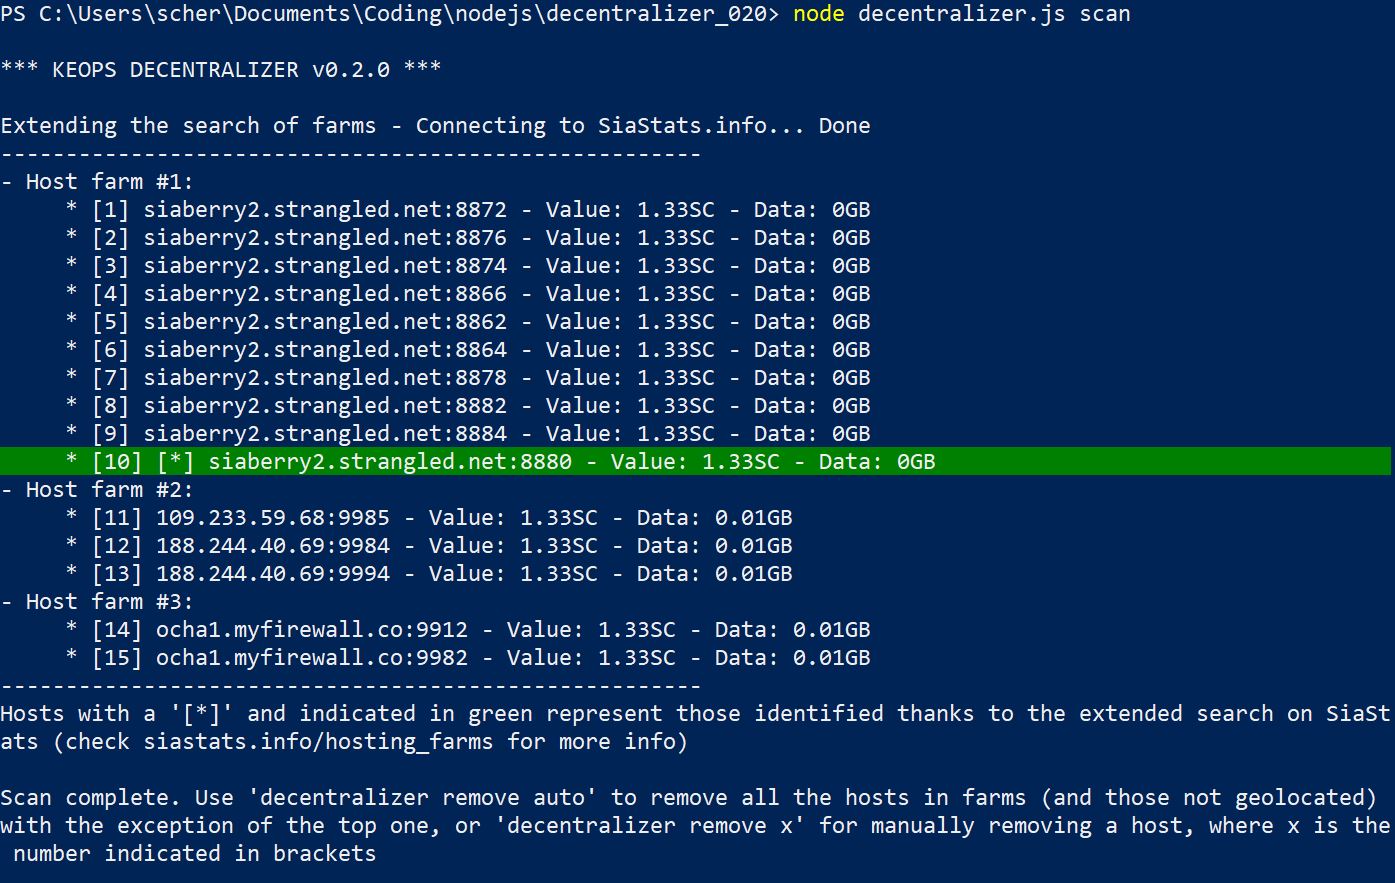 PS C:\Users\scher\Documents\Coding\nodejs\decentralizer_020> node decentralizer.js scan
*** KEOPS DECENTRALIZER v0.2.0 ***
Extending the search of farms - Connecting to SiaStats.info... Done
------------------------------------------------------
- Host farm #1:
     * [1] siaberry2.strangled.net:8872 - Value: 1.33SC - Data: 0GB
     * [2] siaberry2.strangled.net:8876 - Value: 1.33SC - Data: 0GB
     * [3] siaberry2.strangled.net:8874 - Value: 1.33SC - Data: 0GB
     * [4] siaberry2.strangled.net:8866 - Value: 1.33SC - Data: 0GB
     * [5] siaberry2.strangled.net:8862 - Value: 1.33SC - Data: 0GB
     * [6] siaberry2.strangled.net:8864 - Value: 1.33SC - Data: 0GB
     * [7] siaberry2.strangled.net:8878 - Value: 1.33SC - Data: 0GB
     * [8] siaberry2.strangled.net:8882 - Value: 1.33SC - Data: 0GB
     * [9] siaberry2.strangled.net:8884 - Value: 1.33SC - Data: 0GB
     * [10] [*] siaberry2.strangled.net:8880 - Value: 1.33SC - Data: 0GB
- Host farm #2:
     * [11] 109.233.59.68:9985 - Value: 1.33SC - Data: 0.01GB
     * [12] 188.244.40.69:9984 - Value: 1.33SC - Data: 0.01GB
     * [13] 188.244.40.69:9994 - Value: 1.33SC - Data: 0.01GB
- Host farm #3:
     * [14] ocha1.myfirewall.co:9912 - Value: 1.33SC - Data: 0.01GB
     * [15] ocha1.myfirewall.co:9982 - Value: 1.33SC - Data: 0.01GB
------------------------------------------------------
Hosts with a '[*]' and indicated in green represent those identified thanks to the extended search on SiaSt
ats (check siastats.info/hosting_farms for more info)
Scan complete. Use 'decentralizer remove auto' to remove all the hosts in farms (and those not geolocated)
with the exception of the top one, or 'decentralizer remove x' for manually removing a host, where x is the
 number indicated in brackets